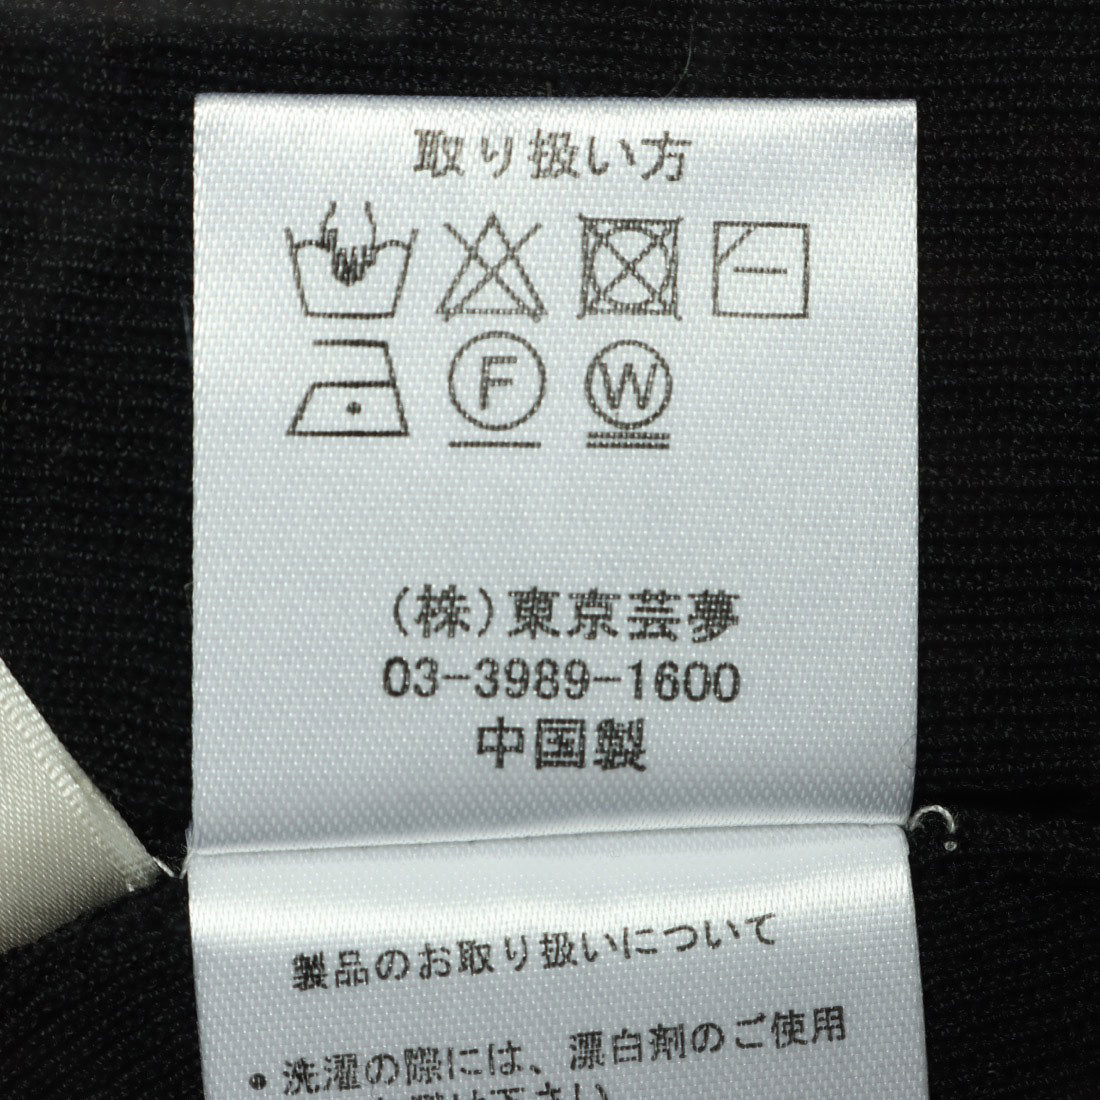 取り扱い方
F W
(株)東京芸夢
03-3989-1600
中国製
製品のお取り扱いについて
・洗濯の際には、漂白剤のご使用